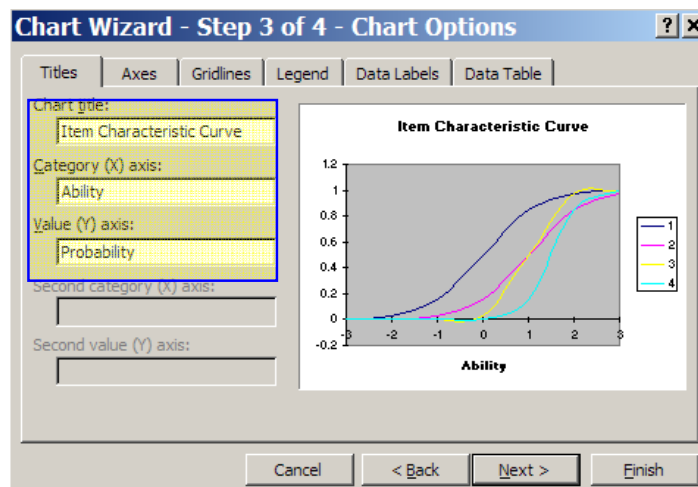 Chart Wizard - Step 3 of 4 - Chart Options
Titles Axes Gridlines Legend Data Labels Data Table
Chart title:
Item Characteristic Curve
Category (X) axis:
Ability
Value (Y) axis:
Probability
Second category (X) axis:
Second value (Y) axis:
Item Characteristic Curve
1.2
1
0.8
0.6
0.4
0.2
0
-0.2
-3 -2 -1 0 1 2 3
Ability
1
2
3
4
Cancel < Back Next > Finish